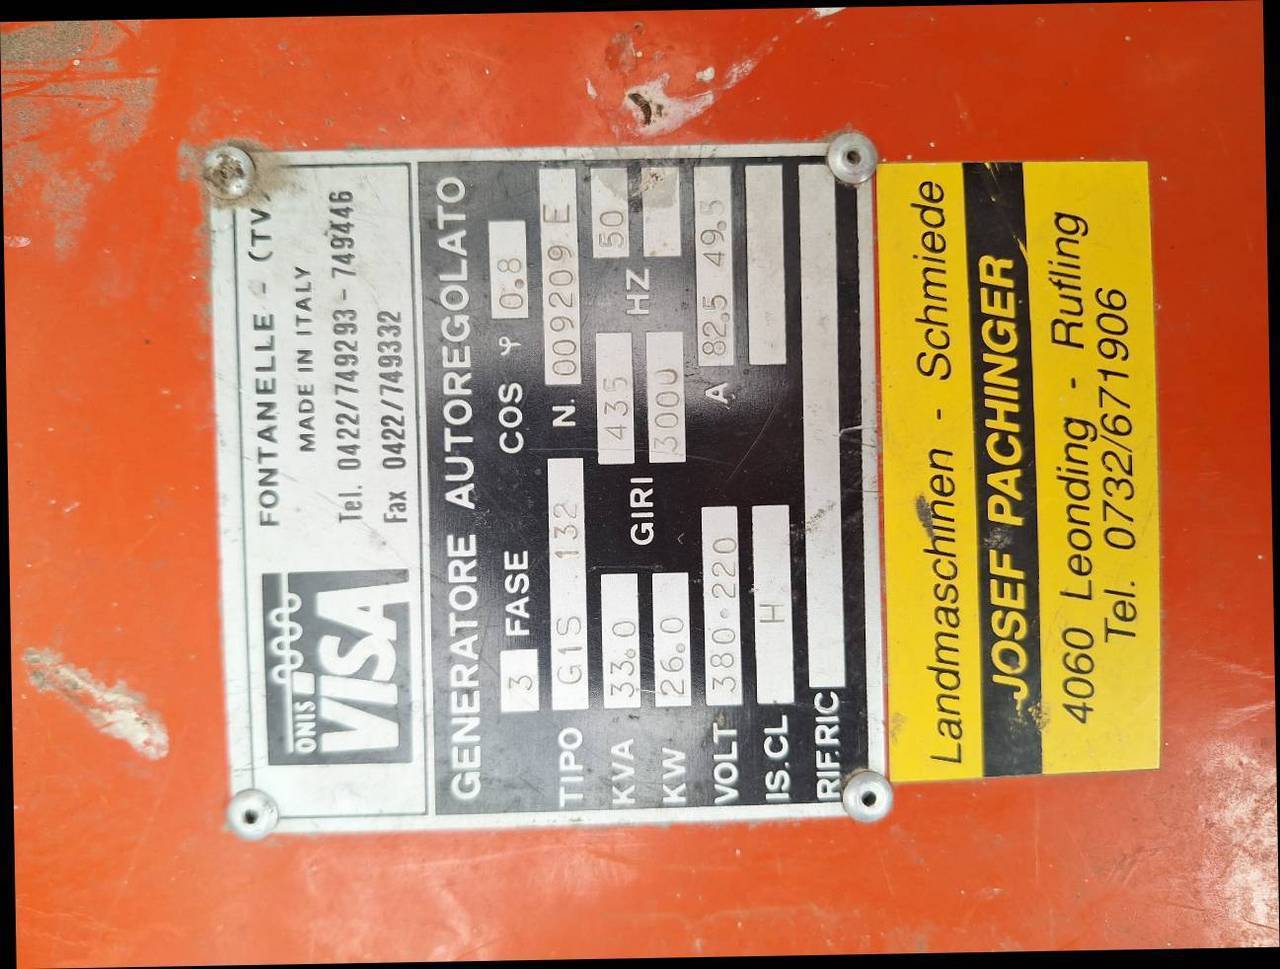 ONIS
VISA
FONTANELLE - (TV)
MADE IN ITALY
Tel. 0422/749293 - 749446
Fax 0422/749332
GENERATORE AUTOREGOLATO
3 FASE COS φ 0.8
TIPO G1S 132 N. 009209 E
KVA 33.0 435 50
KW 26.0 GIRI 3000 HZ
VOLT 380·220 A 82.5 49.5
IS.CL H
RIF.RIC
Landmaschinen - Schmiede
JOSEF PACHINGER
4060 Leonding - Rufling
Tel. 0732/671906